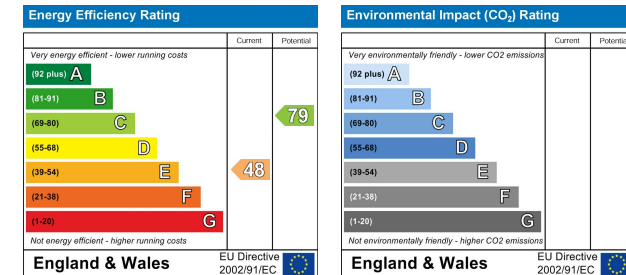 Energy Efficiency Rating
Current Potential
Very energy efficient - lower running costs
(92 plus) A
(81-91) B
(69-80) C
79
(55-68) D
(39-54) E
48
(21-38) F
(1-20) G
Not energy efficient - higher running costs
England & Wales
EU Directive
2002/91/EC
Environmental Impact (CO₂) Rating
Current Potential
Very environmentally friendly - lower CO2 emissions
(92 plus) A
(81-91) B
(69-80) C
(55-68) D
(39-54) E
(21-38) F
(1-20) G
Not environmentally friendly - higher CO2 emissions
England & Wales
EU Directive
2002/91/EC